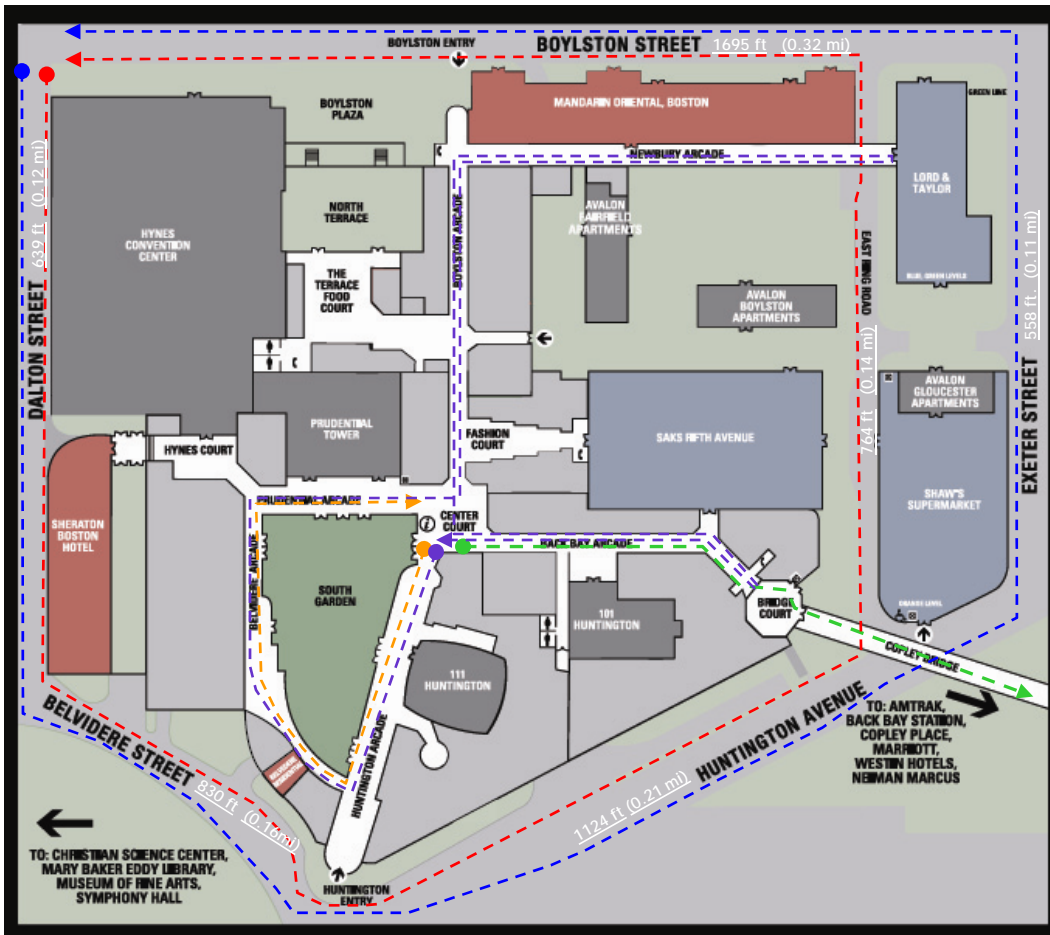 BOYLSTON ENTRY
BOYLSTON STREET
1695 ft (0.32 mi)
MANDARIN ORIENTAL, BOSTON
GREEN LINE
BOYLSTON
PLAZA
NEWBURY ARCADE
LORD &
TAYLOR
639 ft (0.12 mi)
NORTH
TERRACE
BOYLSTON ARCADE
AVALON
FAIRFIELD
APARTMENTS
HYNES
CONVENTION
CENTER
EAST RING ROAD
558 ft. (0.11 mi)
THE
TERRACE
FOOD
COURT
BLUE, GREEN LEVELS
AVALON
BOYLSTON
APARTMENTS
DALTON STREET
764 ft (0.14 mi)
AVALON
GLOUCESTER
APARTMENTS
EXETER STREET
PRUDENTIAL
TOWER
HYNES COURT
FASHION
COURT
SAKS FIFTH AVENUE
SHAW'S
SUPERMARKET
PRUDENTIAL ARCADE
CENTER
COURT
SHERATON
BOSTON
HOTEL
BELVIDERE ARCADE
BACK BAY ARCADE
SOUTH
GARDEN
101
HUNTINGTON
BRIDGE
COURT
ORANGE LEVEL
COPLEY BRIDGE
111
HUNTINGTON
HUNTINGTON ARCADE
BELVIDERE STREET
BELVIDERE
RESIDENTIAL
HUNTINGTON AVENUE
TO: AMTRAK,
BACK BAY STATION,
COPLEY PLACE,
MARRIOTT,
WESTIN HOTELS,
NEIMAN MARCUS
830 ft (0.16mi)
1124 ft (0.21 mi)
TO: CHRISTIAN SCIENCE CENTER,
MARY BAKER EDDY LIBRARY,
MUSEUM OF FINE ARTS,
SYMPHONY HALL
HUNTINGTON
ENTRY